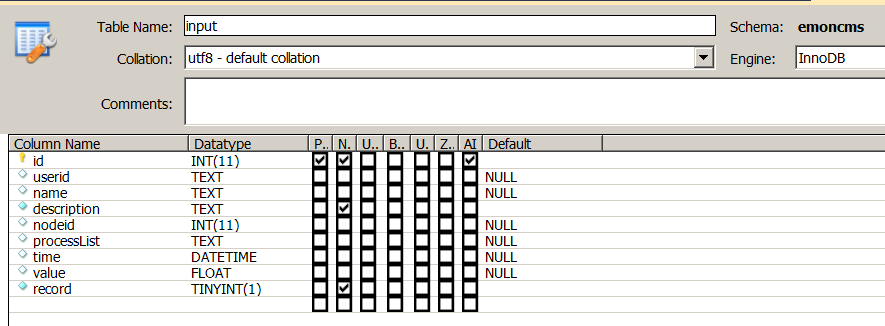 Table Name: input Schema: emoncms
Collation: utf8 - default collation Engine: InnoDB
Comments:
Column Name Datatype P.. N.. U.. B.. U.. Z.. AI Default
id INT(11)
userid TEXT NULL
name TEXT NULL
description TEXT
nodeid INT(11) NULL
processList TEXT NULL
time DATETIME NULL
value FLOAT NULL
record TINYINT(1)